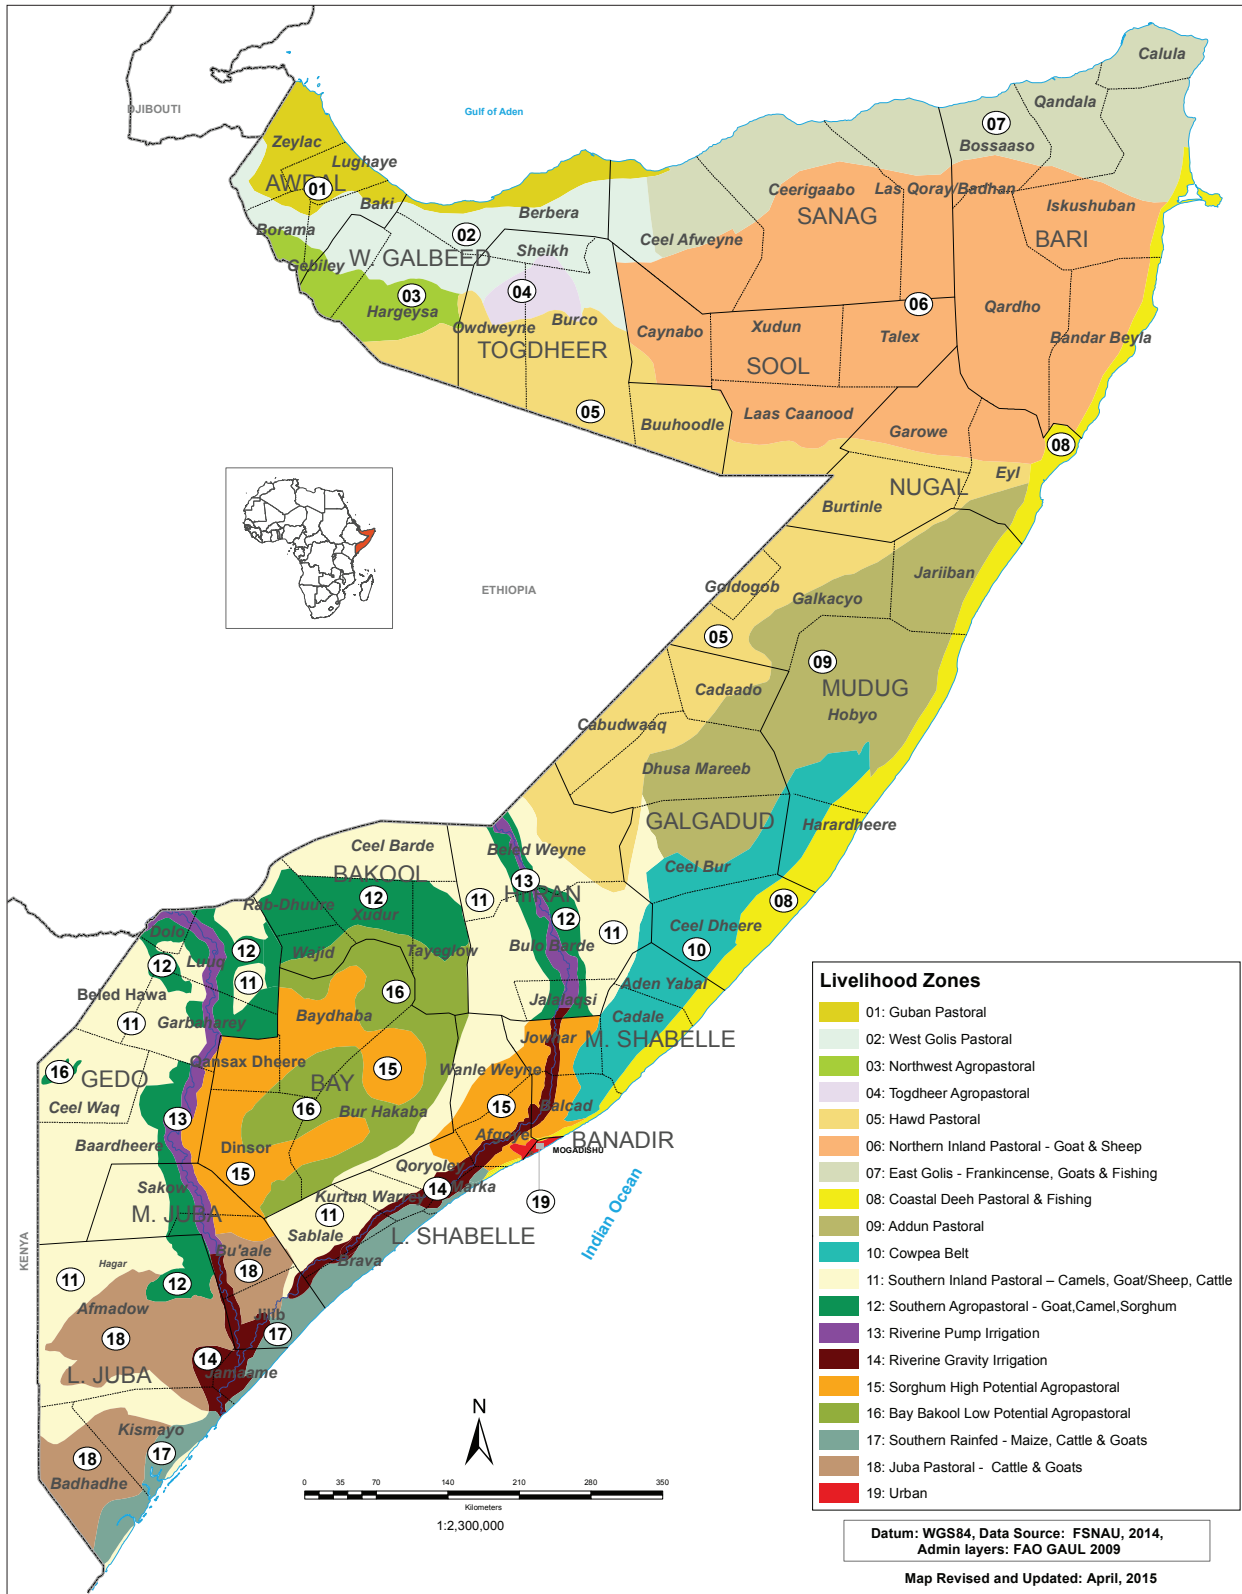 DJIBOUTI
Gulf of Aden
Calula
Qandala
07
Bossaaso
Zeylac
Lughaye
AWDAL
01
Baki
Borama
Berbera
02
Sheikh
Gebiley
W. GALBEED
Ceerigaabo
Las Qoray/Badhan
SANAG
Iskushuban
BARI
Ceel Afweyne
03
Hargeysa
04
06
Qardho
Owdweyne
Burco
TOGDHEER
Caynabo
Xudun
Talex
SOOL
Bandar Beyla
05
Buuhoodle
Laas Caanood
Garowe
08
Eyl
NUGAL
Burtinle
ETHIOPIA
Goldogob
Galkacyo
Jariiban
05
09
MUDUG
Cadaado
Hobyo
Cabudwaaq
Dhusa Mareeb
GALGADUD
Harardheere
Ceel Barde
Beled Weyne
BAKOOL
Ceel Bur
13
HIIRAN
12
11
08
Rab-Dhuure
Xudur
12
Ceel Dheere
11
Dolo
Wajid
Tayeglow
Bulo Barde
10
12
Luuq
12
11
16
Aden Yabal
Beled Hawa
Jalalaqsi
11
Garbaharey
Baydhaba
Cadale
Jowhar
M. SHABELLE
Qansax Dheere
16
GEDO
15
Wanle Weyne
BAY
Ceel Waq
16
Bur Hakaba
15
Balcad
13
Baardheere
Dinsor
Afgoye
BANADIR
MOGADISHU
15
Qoryoley
Sakow
14
Marka
Kurtun Warrey
19
M. JUBA
11
Sablale
L. SHABELLE
Indian Ocean
Bu'aale
Brava
KENYA
Hagar
18
11
12
Afmadow
18
Jilib
17
14
L. JUBA
Jamaame
Kismayo
17
18
Badhadhe
N
0 35 70 140 210 280 350
Kilometers
1:2,300,000
Livelihood Zones
01: Guban Pastoral
02: West Golis Pastoral
03: Northwest Agropastoral
04: Togdheer Agropastoral
05: Hawd Pastoral
06: Northern Inland Pastoral - Goat & Sheep
07: East Golis - Frankincense, Goats & Fishing
08: Coastal Deeh Pastoral & Fishing
09: Addun Pastoral
10: Cowpea Belt
11: Southern Inland Pastoral – Camels, Goat/Sheep, Cattle
12: Southern Agropastoral - Goat,Camel,Sorghum
13: Riverine Pump Irrigation
14: Riverine Gravity Irrigation
15: Sorghum High Potential Agropastoral
16: Bay Bakool Low Potential Agropastoral
17: Southern Rainfed - Maize, Cattle & Goats
18: Juba Pastoral - Cattle & Goats
19: Urban
Datum: WGS84, Data Source: FSNAU, 2014,
Admin layers: FAO GAUL 2009
Map Revised and Updated: April, 2015